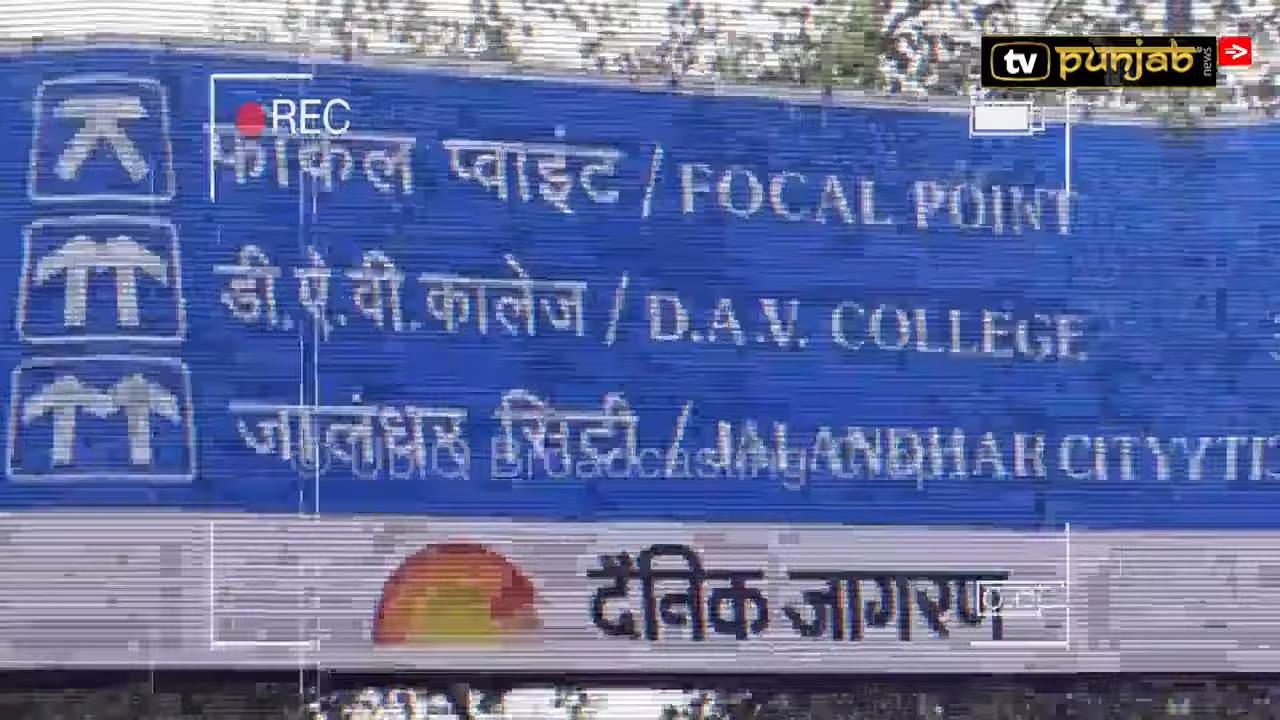 tv punjab news
REC
फोकल प्वाइंट / FOCAL POINT
डी.ऐ.वी. कालेज / D.A.V. COLLEGE
जालंधर सिटी / JALANDHAR CITY
दैनिक जागरण